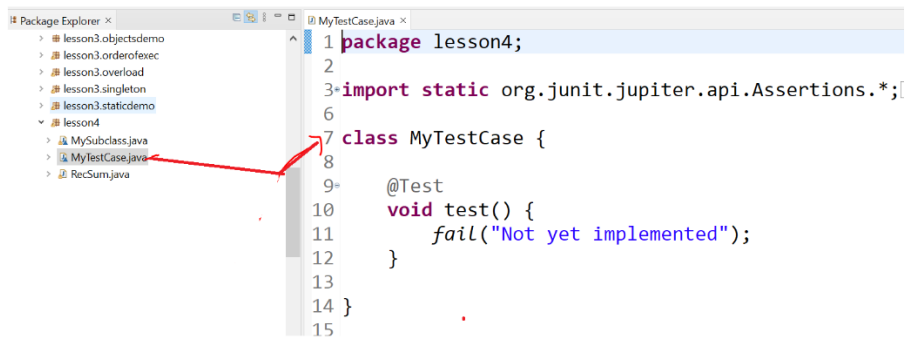 Package Explorer ×
lesson3.objectsdemo
lesson3.orderofexec
lesson3.overload
lesson3.singleton
lesson3.staticdemo
lesson4
MySubclass.java
MyTestCase.java
RecSum.java
MyTestCase.java ×
1 package lesson4;
2
3 import static org.junit.jupiter.api.Assertions.*;
6
7 class MyTestCase {
8
9 @Test
10 void test() {
11 fail("Not yet implemented");
12 }
13
14 }
15